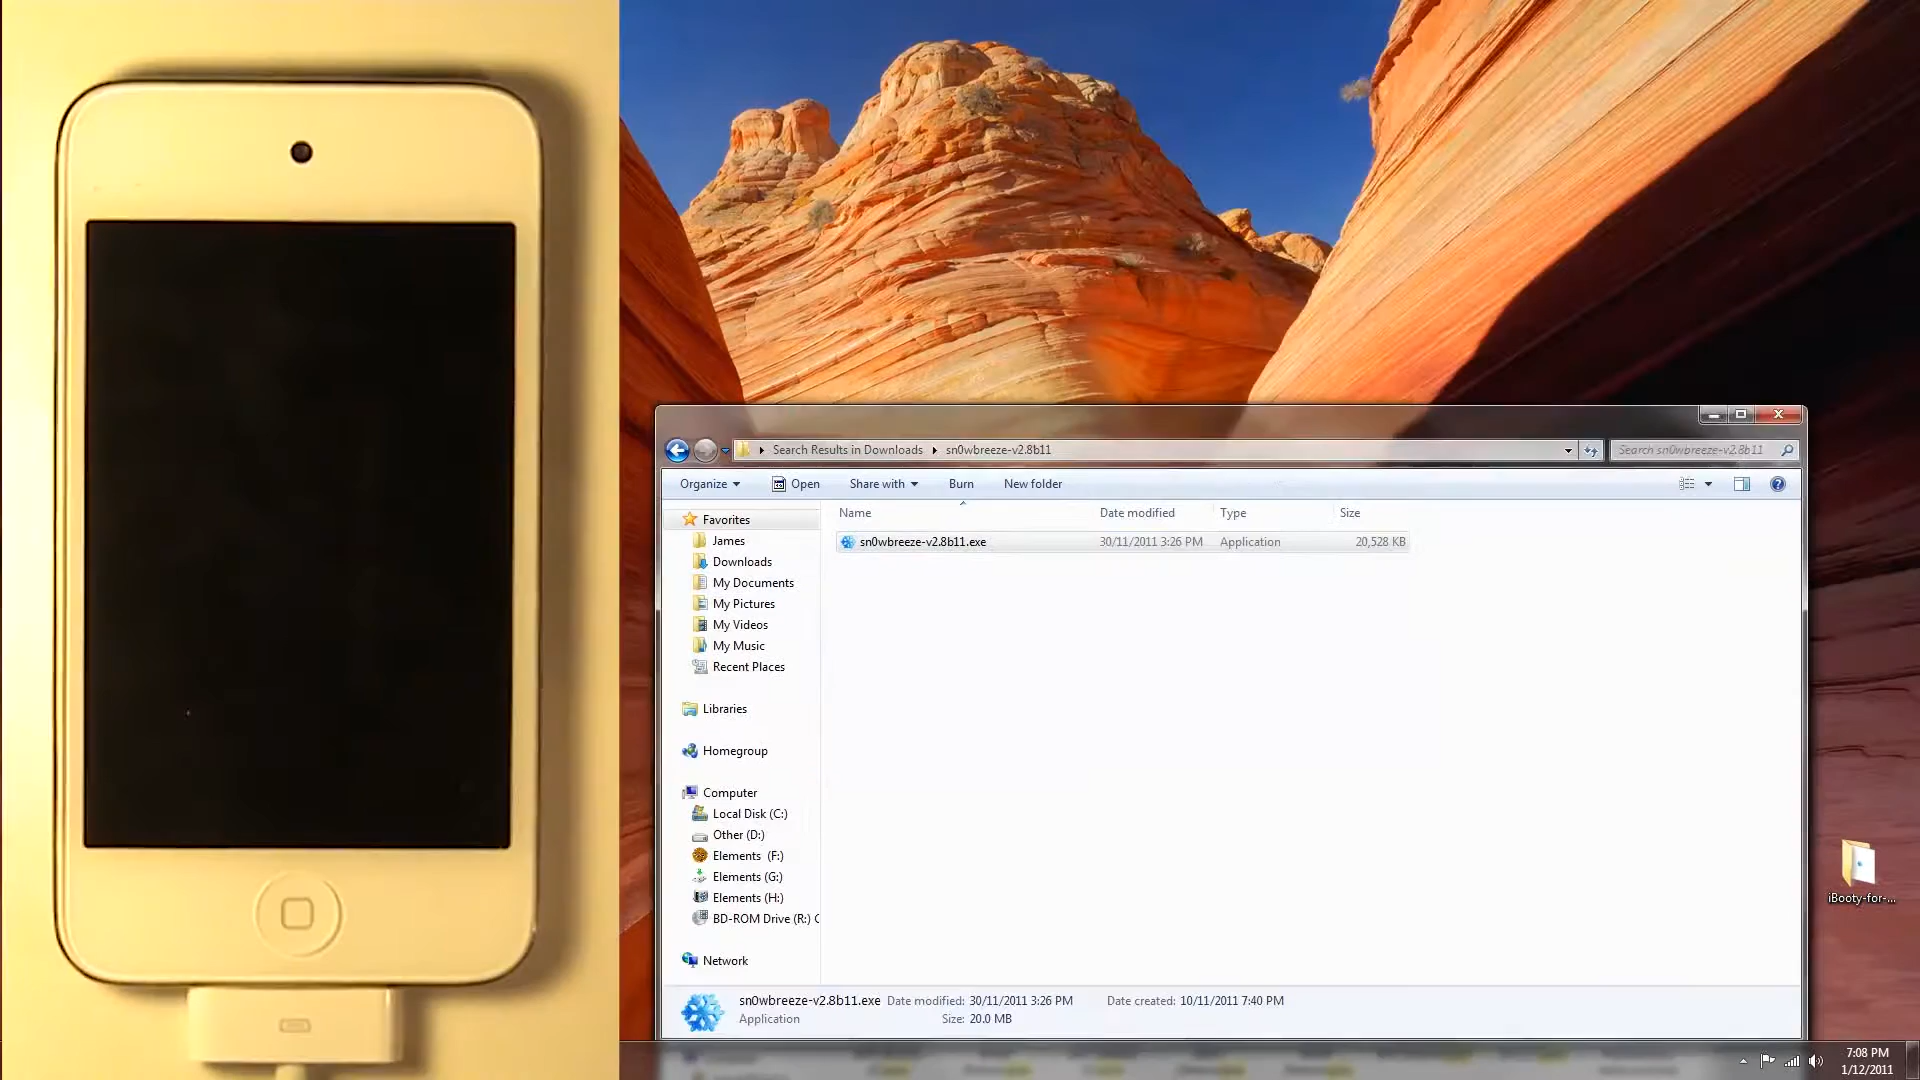 Search Results in Downloads
sn0wbreeze-v2.8b11
Search sn0wbreeze-v2.8b11
Organize
Open
Share with
Burn
New folder
Name
Date modified
Type
Size
Favorites
James
Downloads
My Documents
My Pictures
My Videos
My Music
Recent Places
Libraries
Homegroup
Computer
Local Disk (C:)
Other (D:)
Elements (F:)
Elements (G:)
Elements (H:)
BD-ROM Drive (R:) C
Network
sn0wbreeze-v2.8b11.exe 30/11/2011 3:26 PM Application 20,528 KB
iBooty-for-...
sn0wbreeze-v2.8b11.exe Date modified: 30/11/2011 3:26 PM Date created: 10/11/2011 7:40 PM
Application Size: 20.0 MB
7:08 PM
1/12/2011